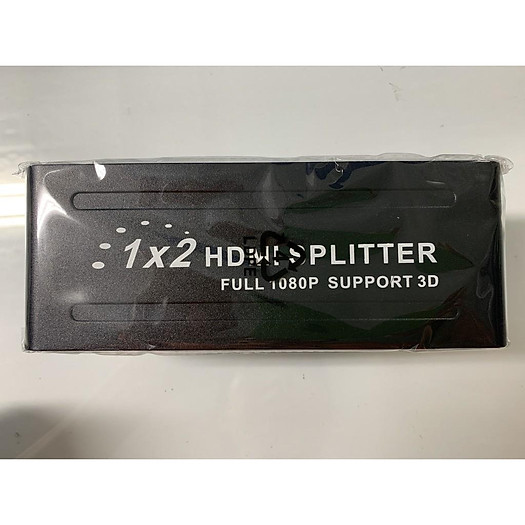 1x2 HDMI SPLITTER
FULL 1080P SUPPORT 3D